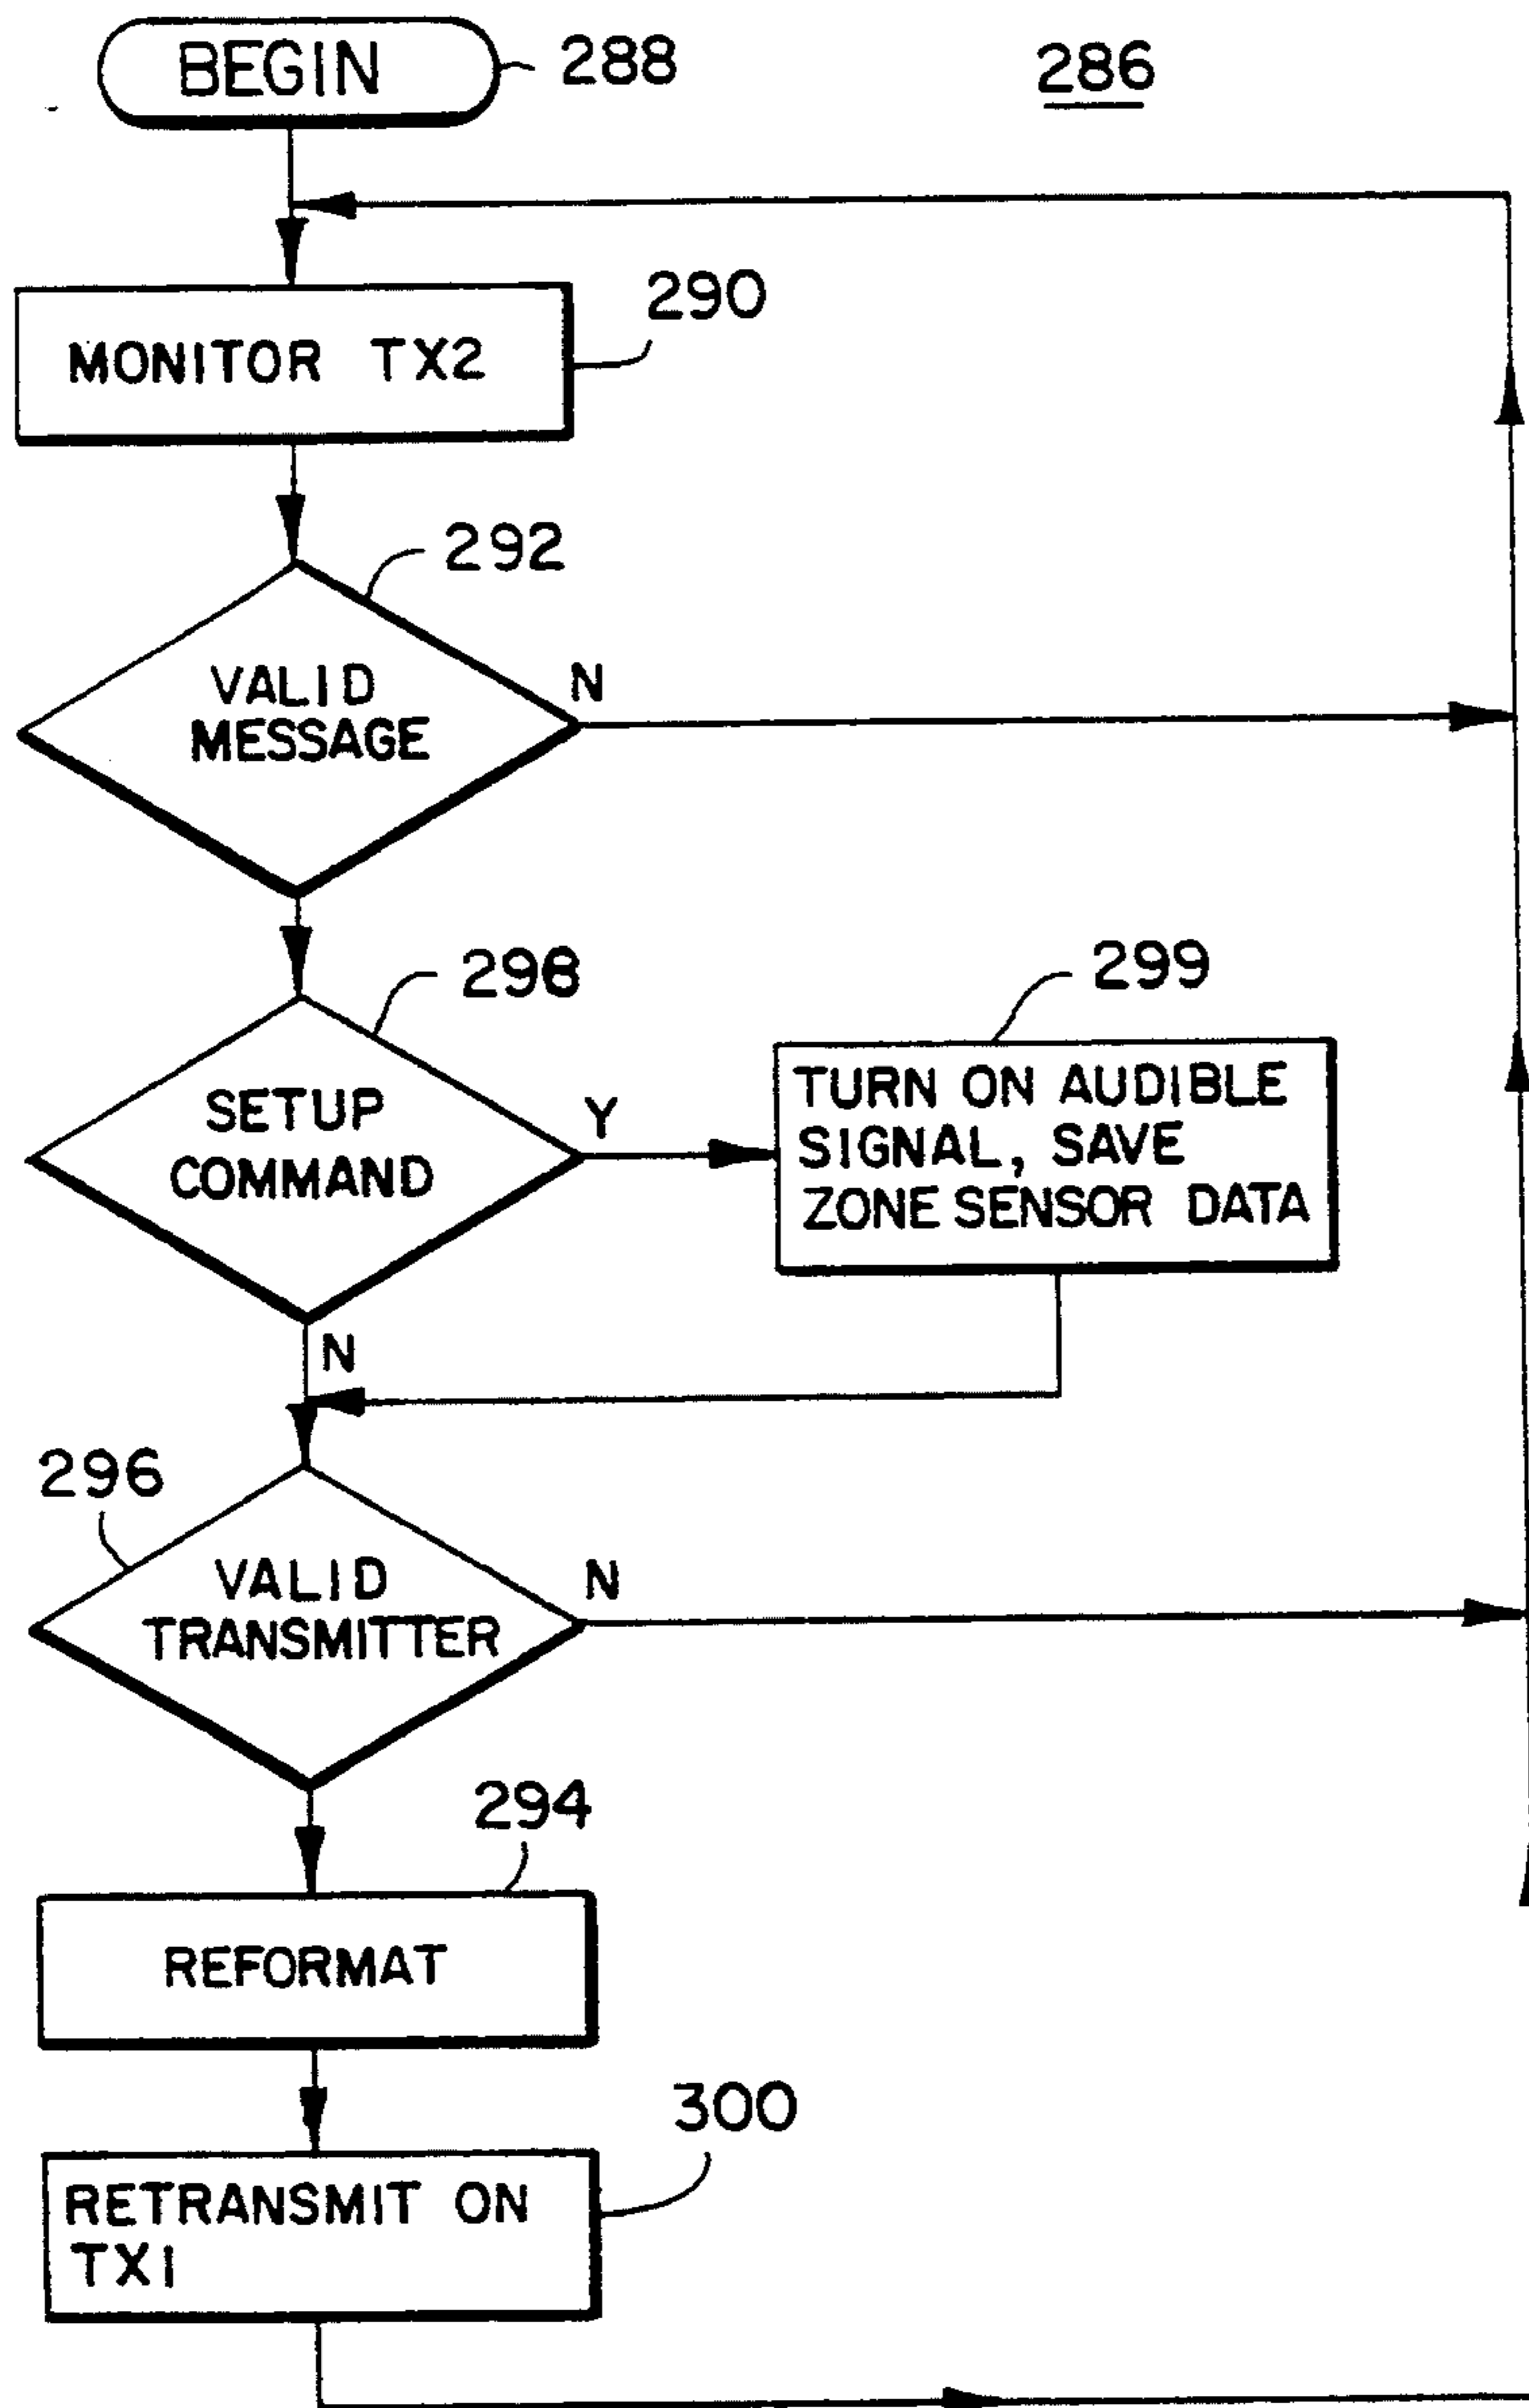 BEGIN
288
286
290
MONITOR TX2
292
VALID
MESSAGE
N
298
299
SETUP
COMMAND
Y
TURN ON AUDIBLE
SIGNAL, SAVE
ZONE SENSOR DATA
N
296
VALID
TRANSMITTER
N
294
REFORMAT
300
RETRANSMIT ON
TX1